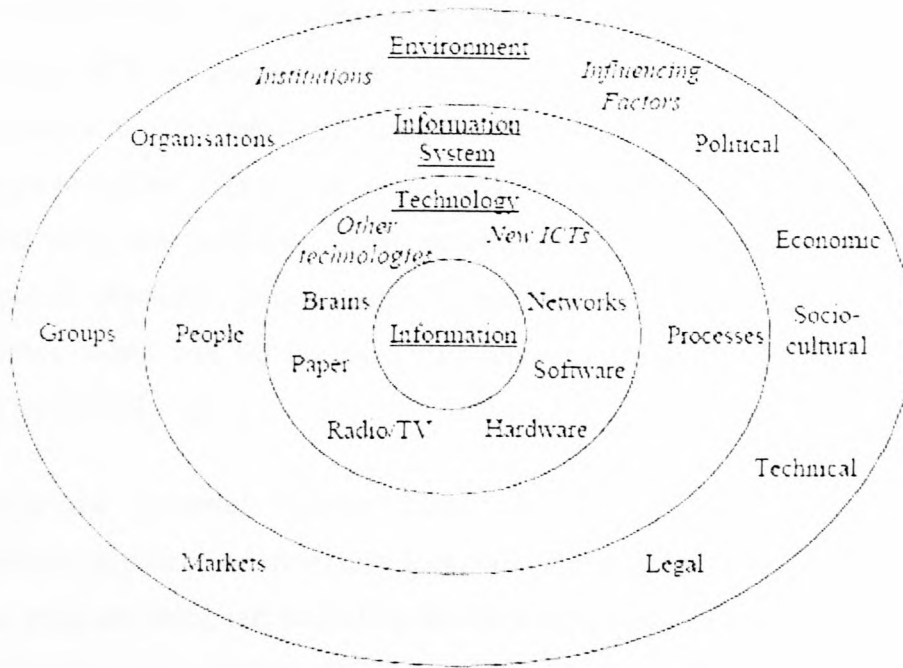 Environment
Institutions
Influencing
Factors
Organisations
Information
System
Political
Technology
Other
technologies
New ICTs
Economic
Brains
Networks
Groups
People
Information
Processes
Socio-
cultural
Paper
Software
Radio/TV
Hardware
Technical
Markets
Legal